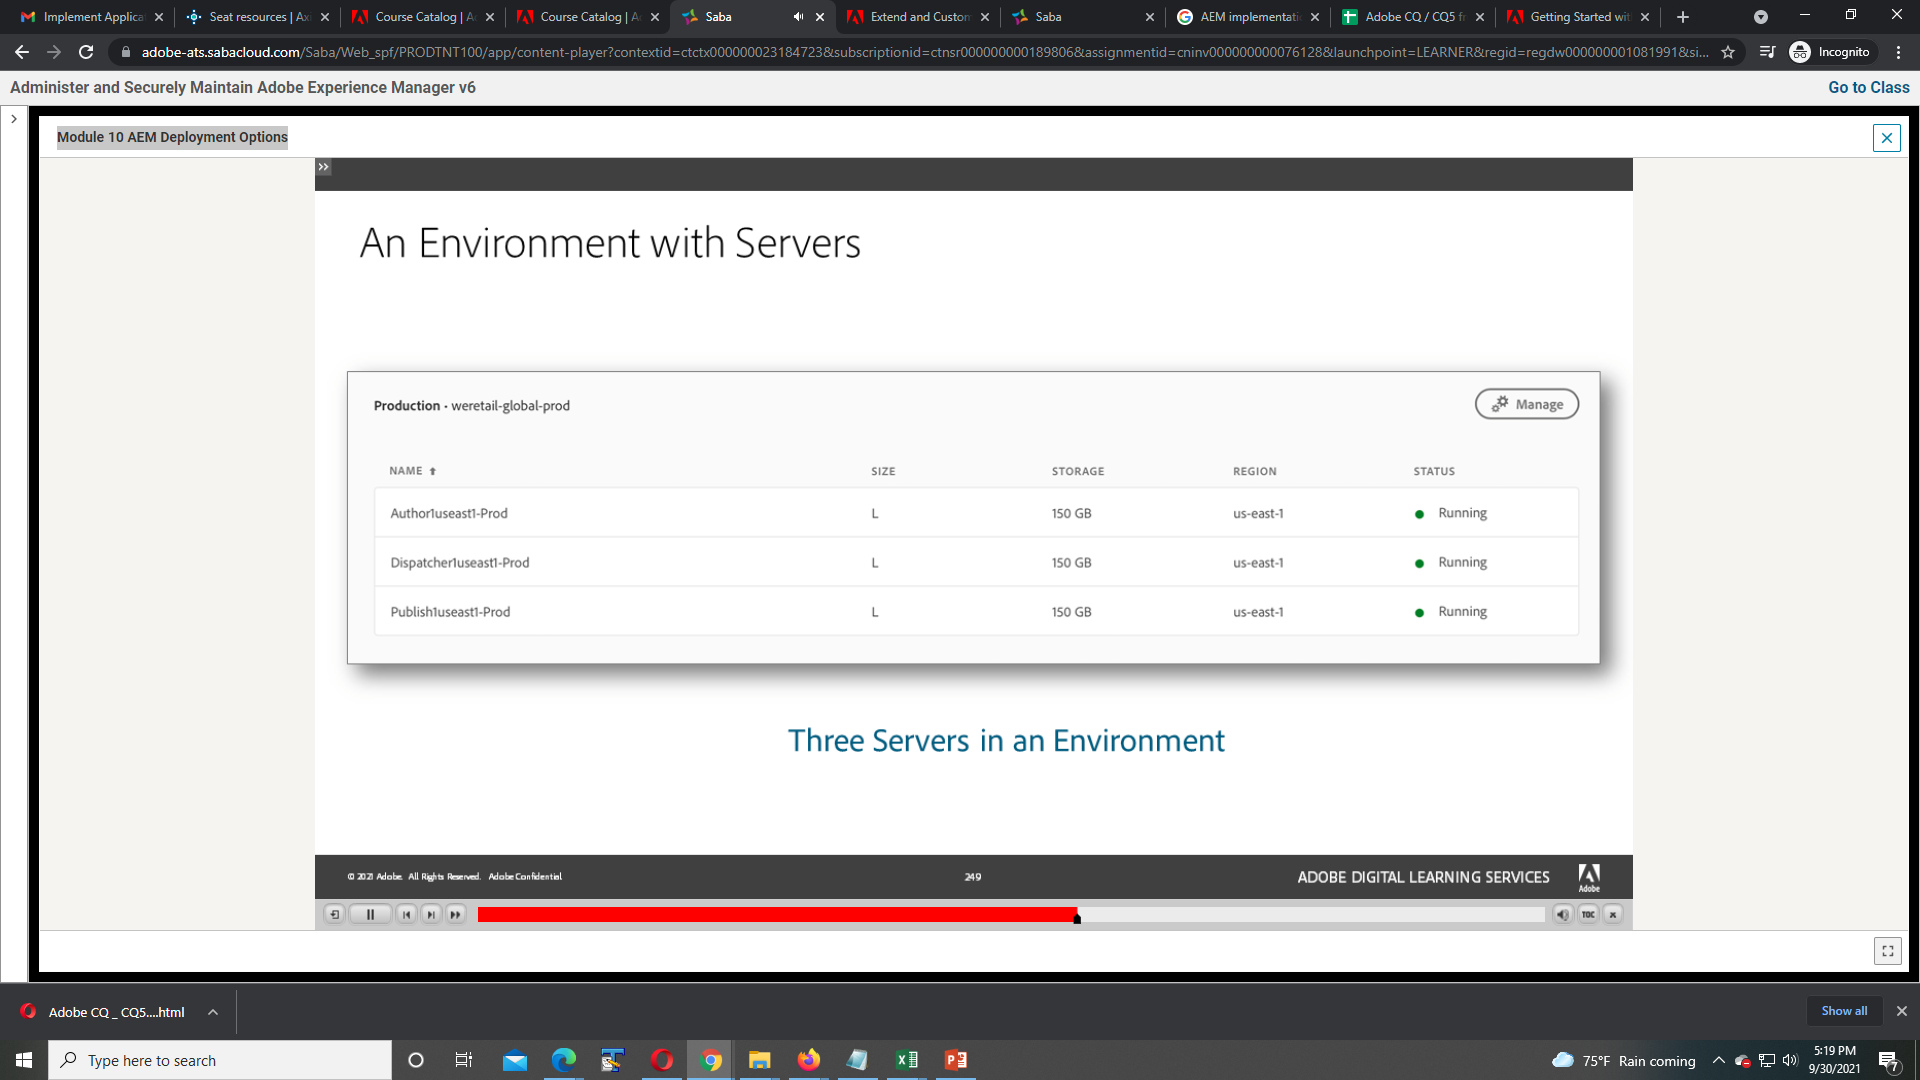 Implement Applica
Seat resources | Ax
Course Catalog | A
Course Catalog | A
Saba
Extend and Custom
Saba
AEM implementati
Adobe CQ / CQ5 f
Getting Started wit
adobe-ats.sabacloud.com/Saba/Web_spf/PRODTNT100/app/content-player?contextid=ctctx000000023184723&subscriptionid=ctnsr000000000189806&assignmentid=cninv000000000076128&launchpoint=LEARNER&regid=regdw000000001081991&si...
Incognito
Administer and Securely Maintain Adobe Experience Manager v6
Go to Class
Module 10 AEM Deployment Options
An Environment with Servers
Production · weretail-global-prod
Manage
NAME SIZE STORAGE REGION STATUS
Author1useast1-Prod L 150 GB us-east-1 Running
Dispatcher1useast1-Prod L 150 GB us-east-1 Running
Publish1useast1-Prod L 150 GB us-east-1 Running
Three Servers in an Environment
© 2021 Adobe. All Rights Reserved. Adobe Confidential
249
ADOBE DIGITAL LEARNING SERVICES
Adobe
TOC
Adobe CQ _ CQ5....html
Show all
Type here to search
75°F Rain coming
5:19 PM
9/30/2021
7